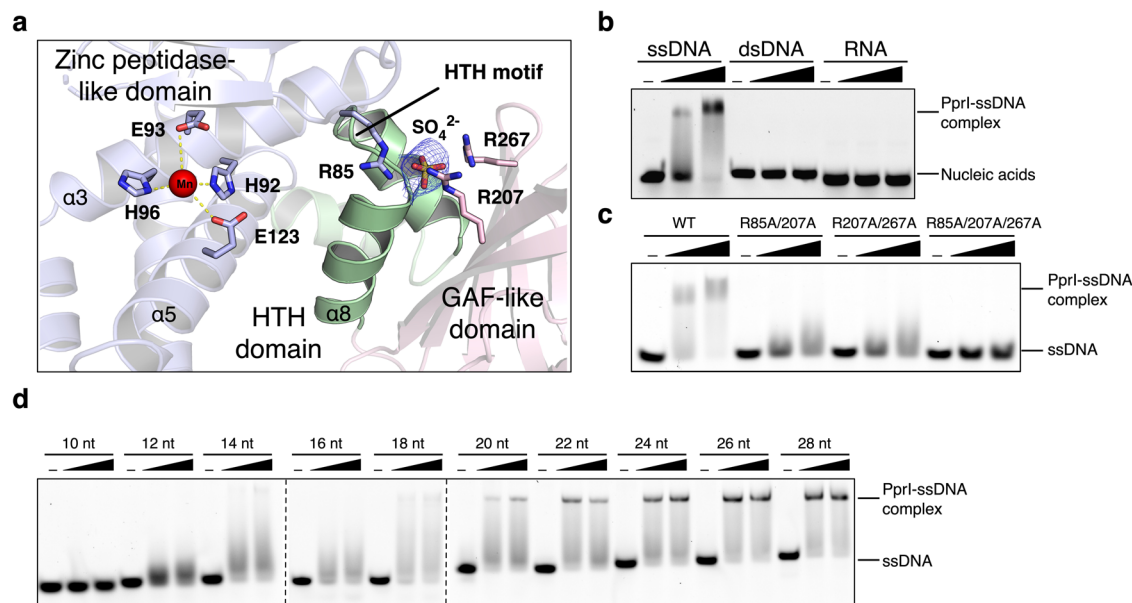 a
Zinc peptidase-
like domain
HTH motif
SO₄²⁻
E93
R267
R85
Mn
H92
R207
α3
H96
E123
α5
HTH
domain
α8
GAF-like
domain
b
ssDNA dsDNA RNA
– – –
PprI-ssDNA
complex
Nucleic acids
c
WT R85A/207A R207A/267A R85A/207A/267A
– – – –
PprI-ssDNA
complex
ssDNA
d
10 nt 12 nt 14 nt 16 nt 18 nt 20 nt 22 nt 24 nt 26 nt 28 nt
– – – – – – – – – –
PprI-ssDNA
complex
ssDNA